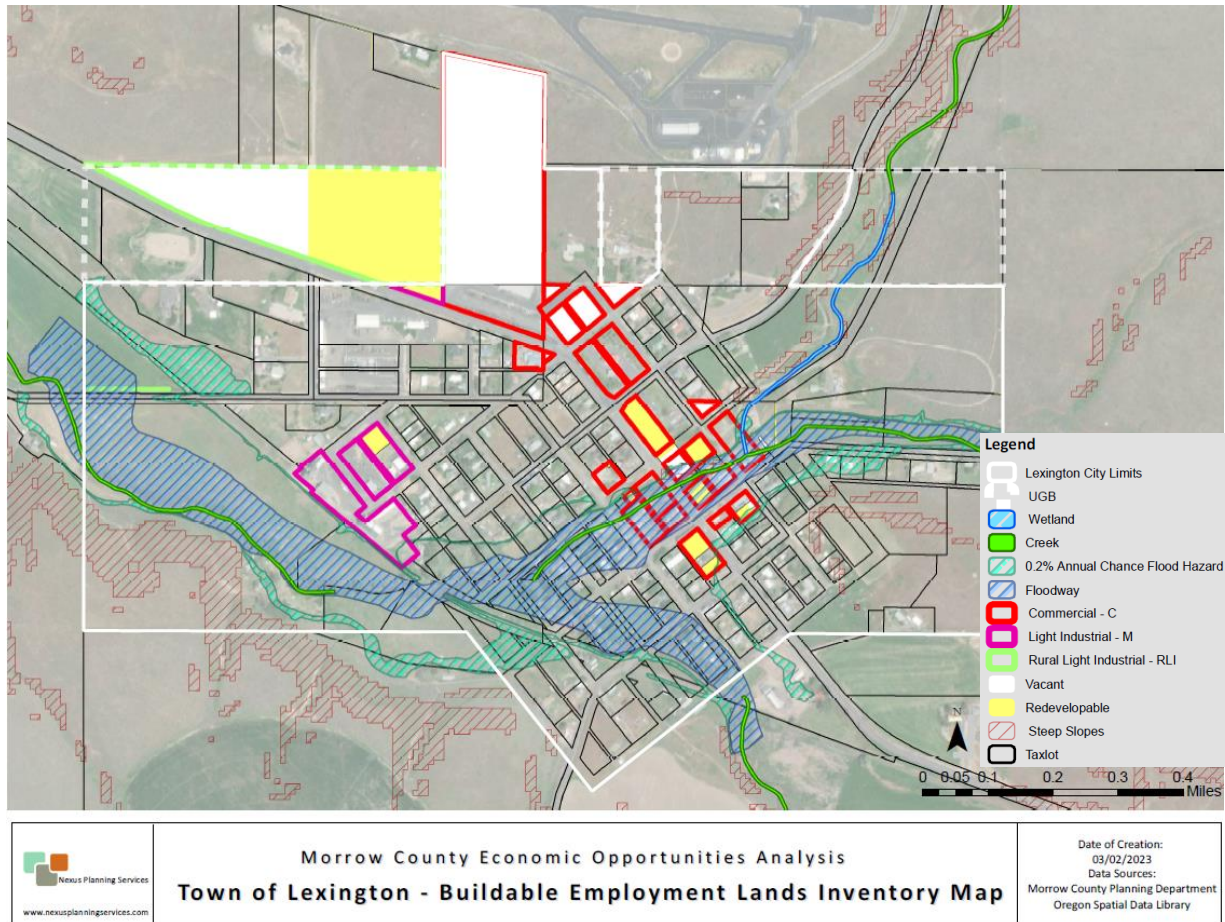 Legend
Lexington City Limits
UGB
Wetland
Creek
0.2% Annual Chance Flood Hazard
Floodway
Commercial - C
Light Industrial - M
Rural Light Industrial - RLI
Vacant
Redevelopable
Steep Slopes
Taxlot
N
0 0.05 0.1 0.2 0.3 0.4
Miles
Nexus Planning Services
www.nexusplanningservices.com
Morrow County Economic Opportunities Analysis
Town of Lexington - Buildable Employment Lands Inventory Map
Date of Creation:
03/02/2023
Data Sources:
Morrow County Planning Department
Oregon Spatial Data Library